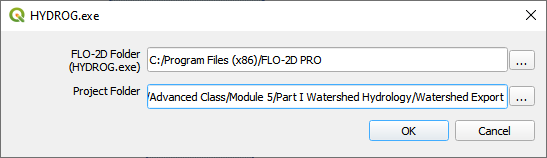 HYDROG.exe
FLO-2D Folder
(HYDROG.exe)
C:/Program Files (x86)/FLO-2D PRO
...
Project Folder
/Advanced Class/Module 5/Part I Watershed Hydrology/Watershed Export
...
OK
Cancel